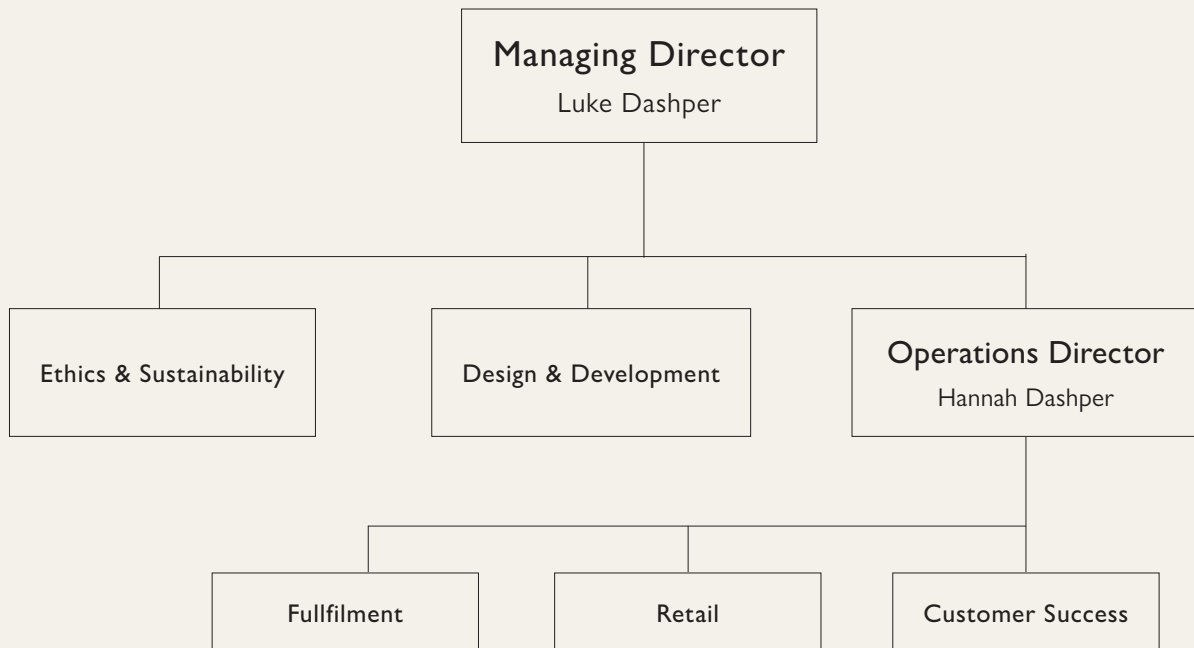 Managing Director
Luke Dashper
Ethics & Sustainability
Design & Development
Operations Director
Hannah Dashper
Fullfilment
Retail
Customer Success